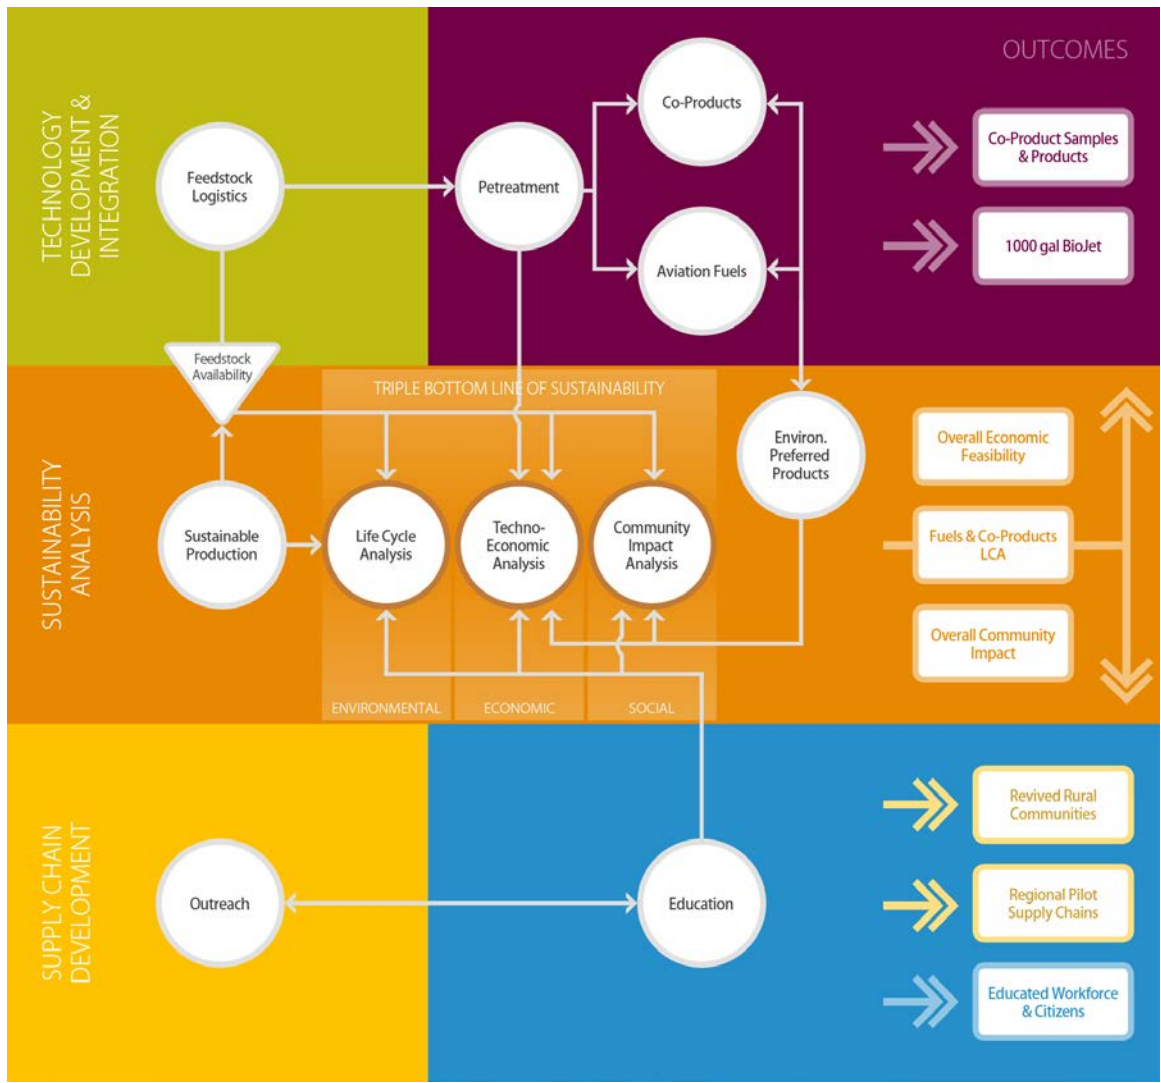 OUTCOMES
TECHNOLOGY
DEVELOPMENT &
INTEGRATION
Feedstock
Logistics
Petreatment
Co-Products
Aviation Fuels
Co-Product Samples
& Products
1000 gal BioJet
Feedstock
Availability
SUSTAINABILITY
ANALYSIS
TRIPLE BOTTOM LINE OF SUSTAINABILITY
Sustainable
Production
Life Cycle
Analysis
Techno-
Economic
Analysis
Community
Impact
Analysis
Environ.
Preferred
Products
Overall Economic
Feasibility
Fuels & Co-Products
LCA
Overall Community
Impact
ENVIRONMENTAL
ECONOMIC
SOCIAL
SUPPLY CHAIN
DEVELOPMENT
Outreach
Education
Revived Rural
Communities
Regional Pilot
Supply Chains
Educated Workforce
& Citizens